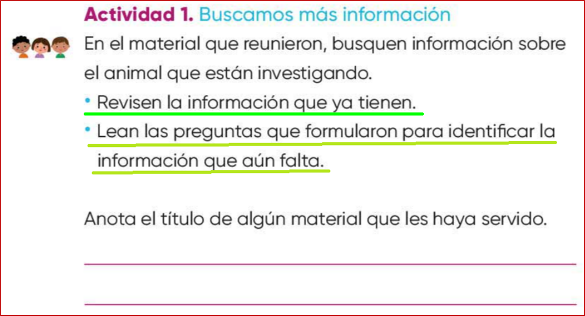 Actividad 1. Buscamos más información
En el material que reunieron, busquen información sobre
el animal que están investigando.
• Revisen la información que ya tienen.
• Lean las preguntas que formularon para identificar la
información que aún falta.
Anota el título de algún material que les haya servido.